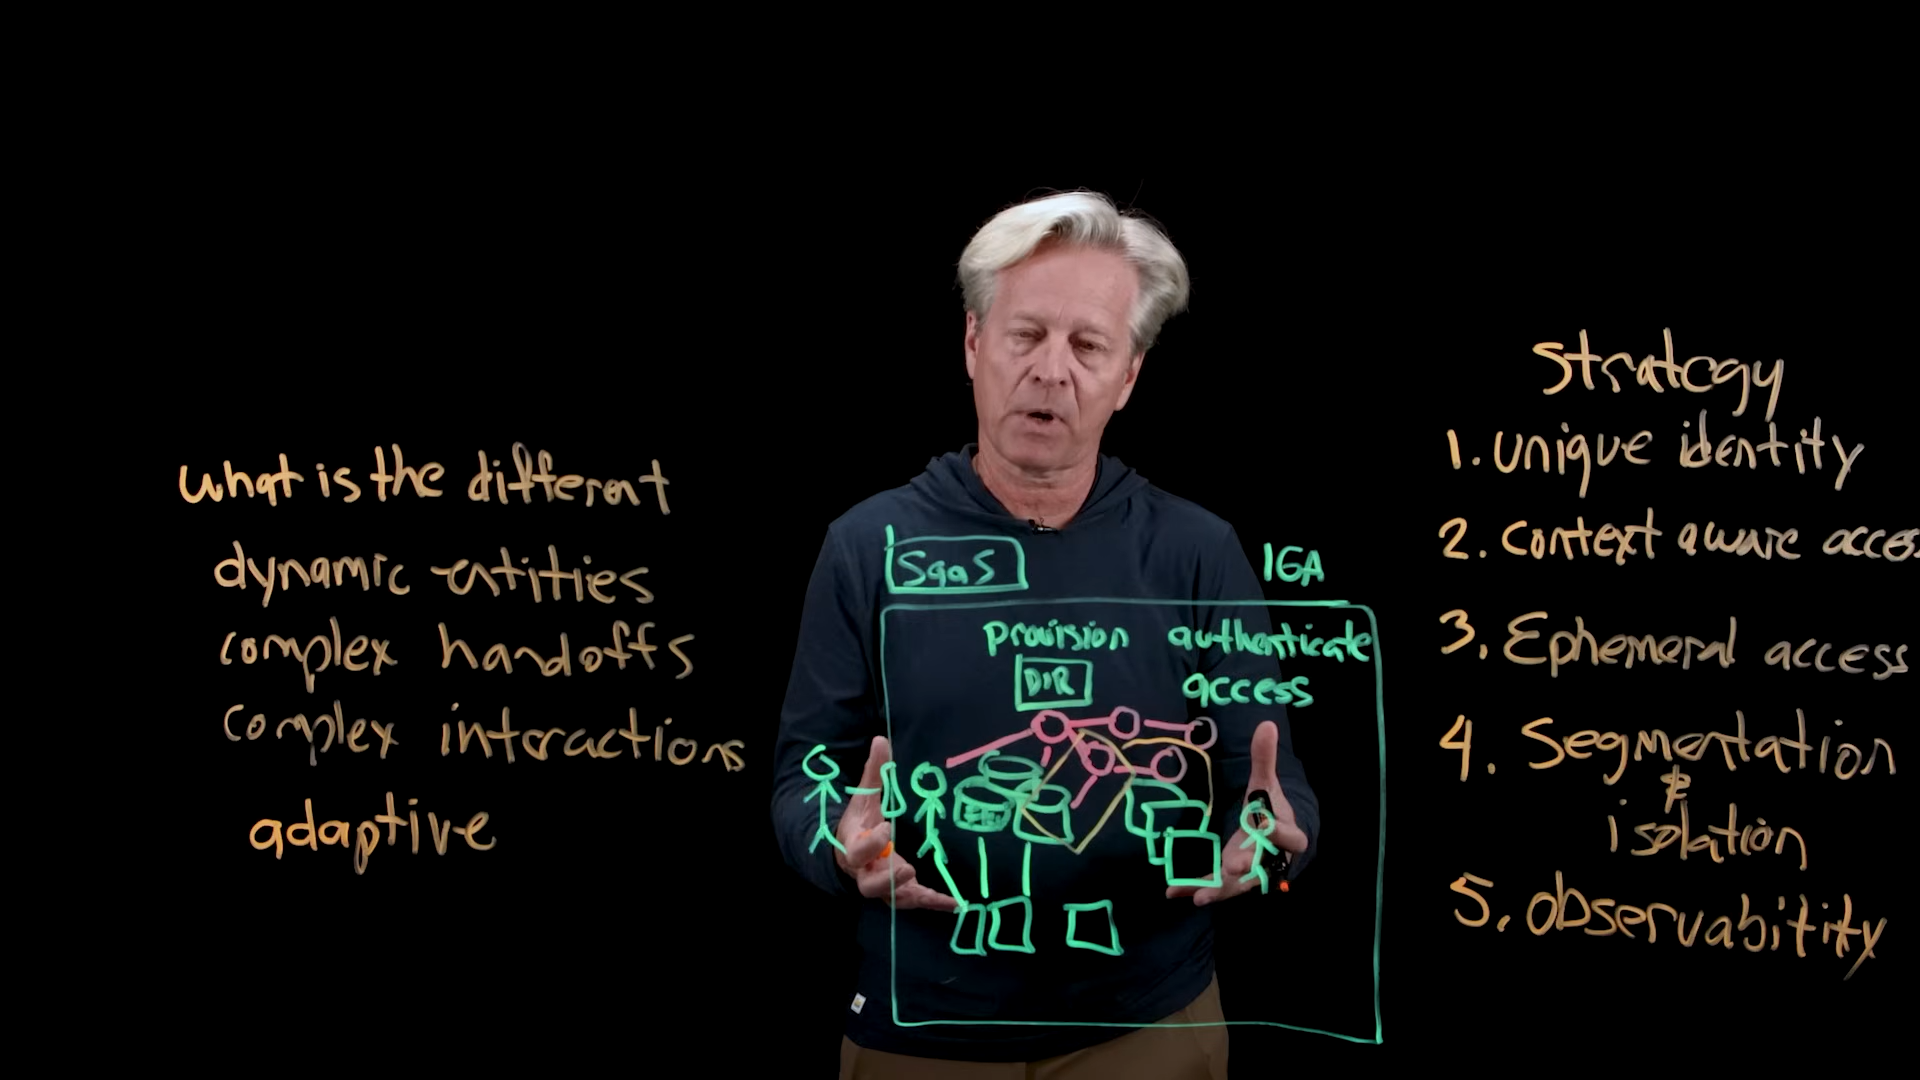 what is the different
dynamic entities
complex handoffs
complex interactions
adaptive
SaaS
IGA
provision authenticate
DIR
access
strategy
1. unique identity
2. context aware acces
3. Ephemeral access
4. Segmentation
&
isolation
5. observabitity